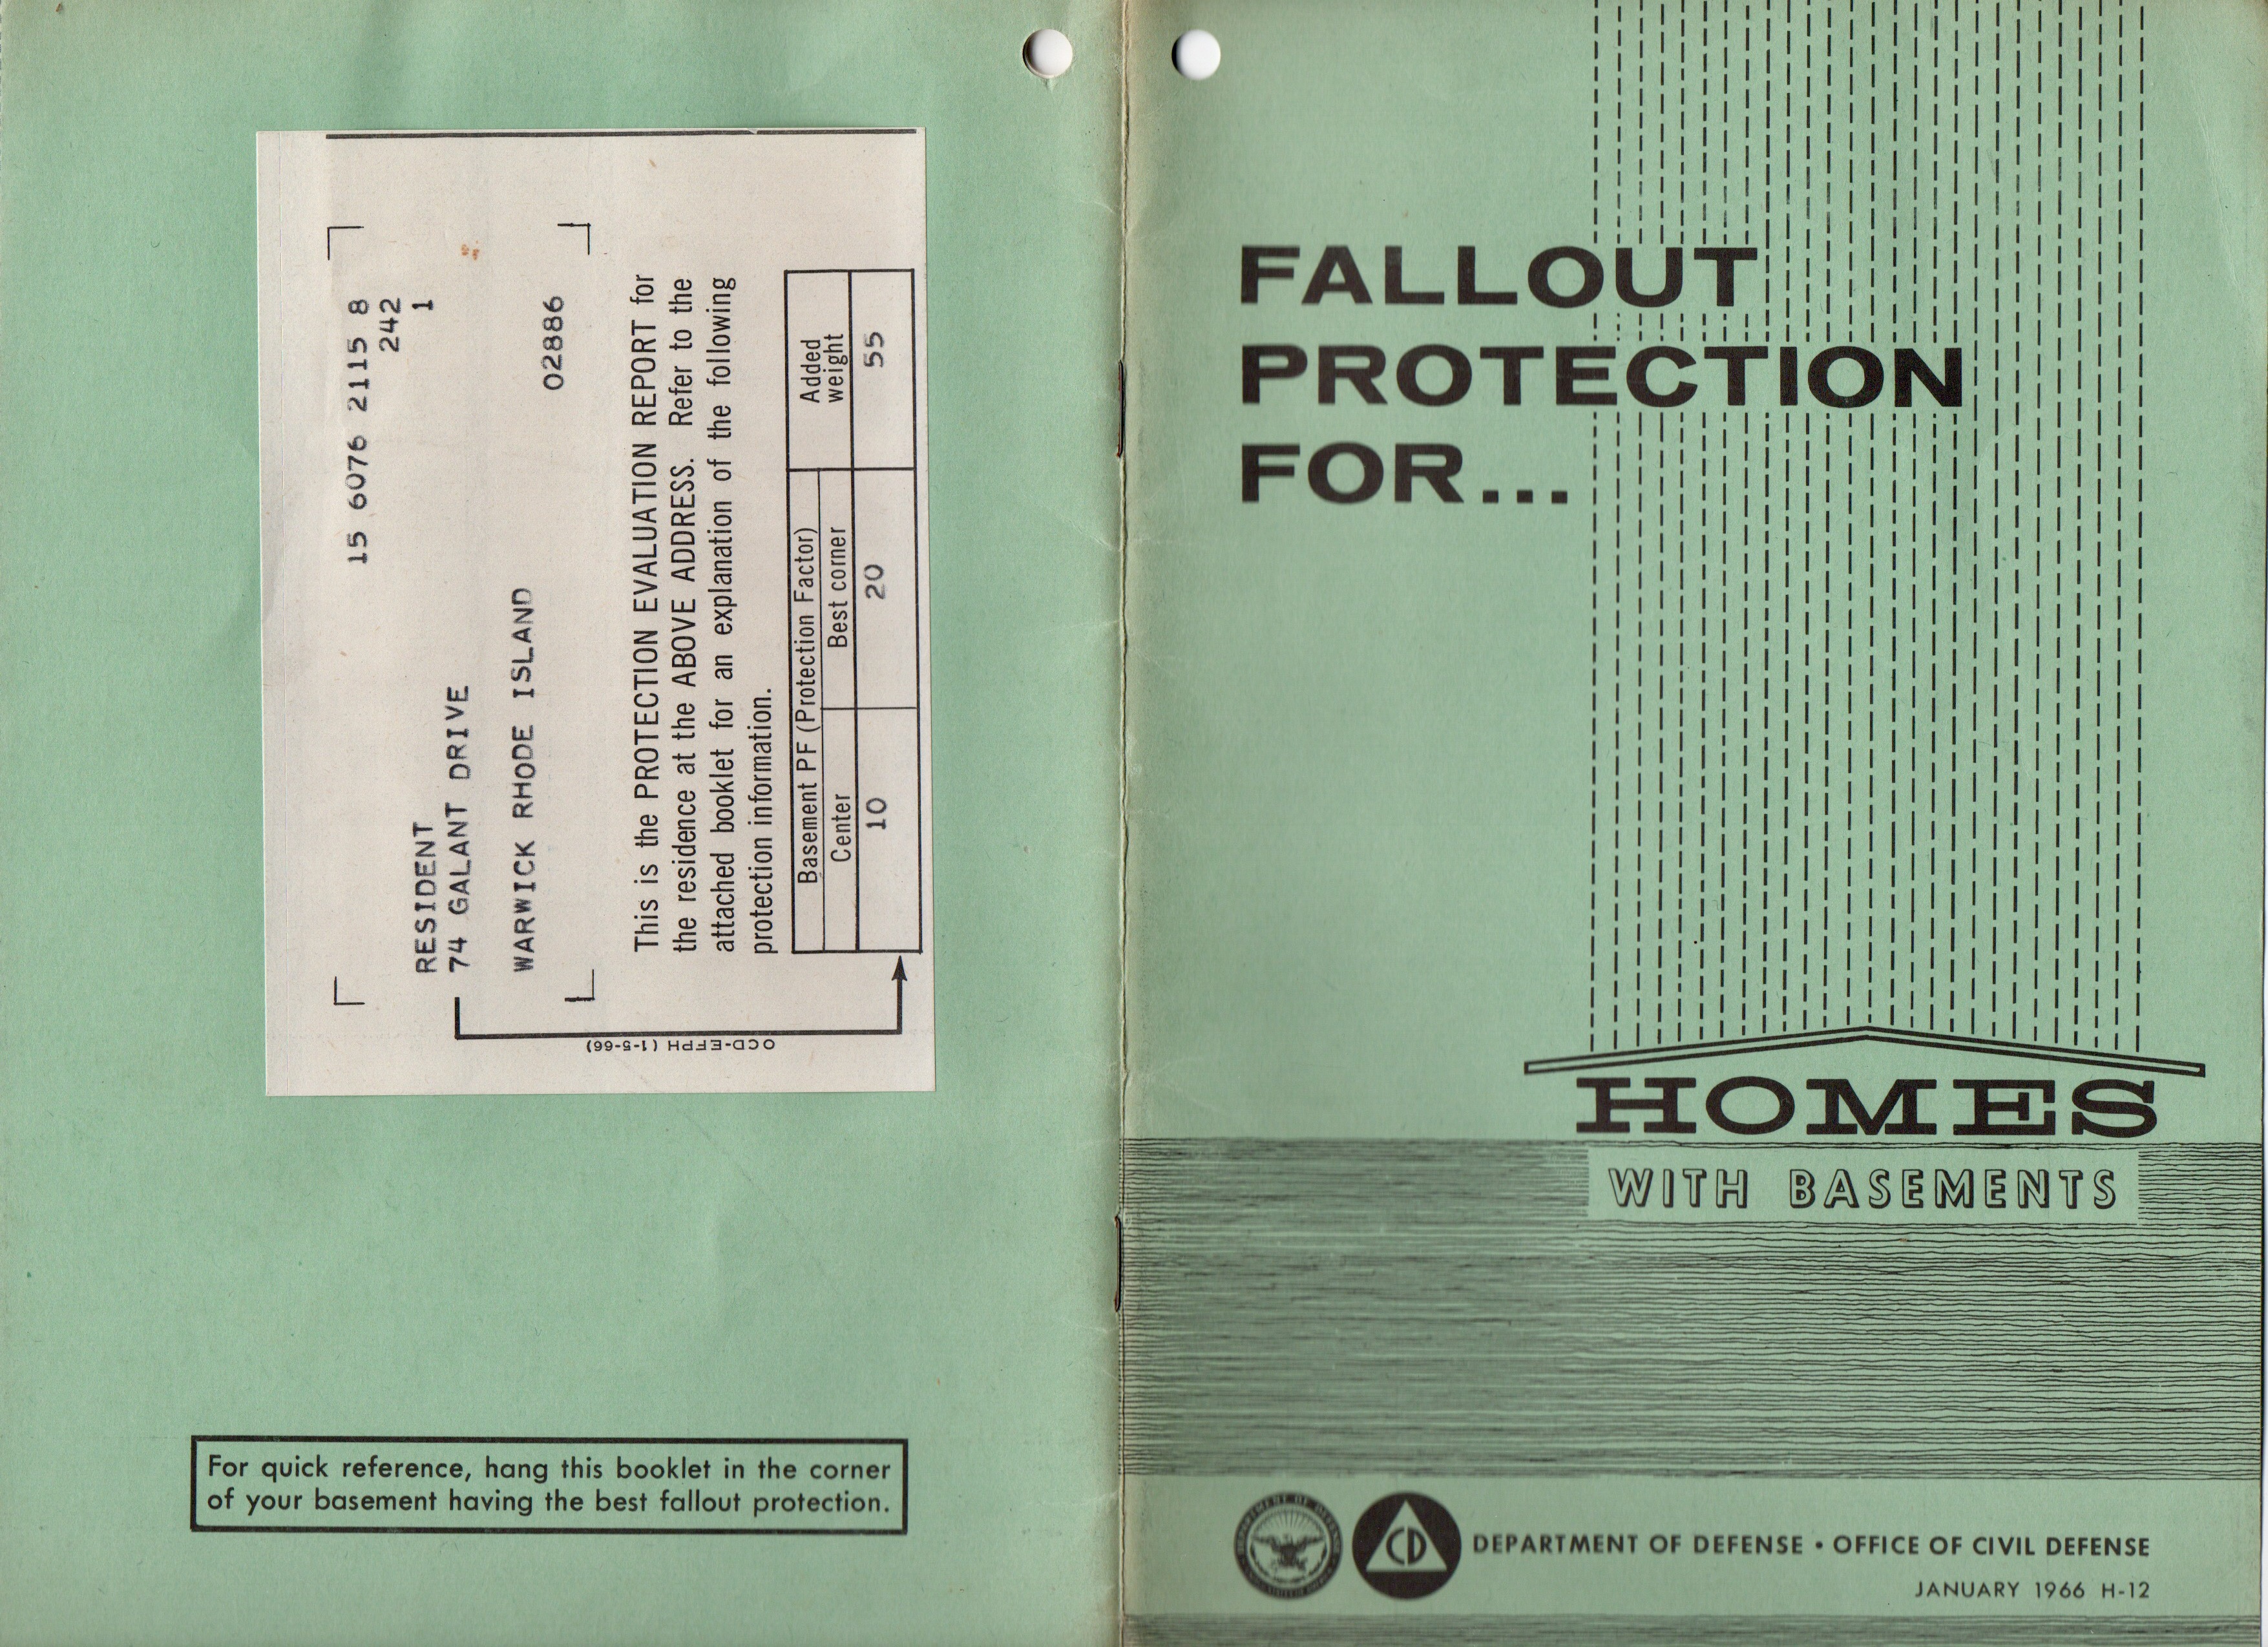 15 6076 2115 8
242
1
RESIDENT
74 GALANT DRIVE
WARWICK RHODE ISLAND 02886
This is the PROTECTION EVALUATION REPORT for
the residence at the ABOVE ADDRESS. Refer to the
attached booklet for an explanation of the following
protection information.
Basement PF (Protection Factor)
Center
Best corner
Added
weight
10
20
55
OCD-EFPH (1-5-66)
For quick reference, hang this booklet in the corner
of your basement having the best fallout protection.
FALLOUT
PROTECTION
FOR...
HOMES
WITH BASEMENTS
CD
DEPARTMENT OF DEFENSE • OFFICE OF CIVIL DEFENSE
JANUARY 1966 H-12